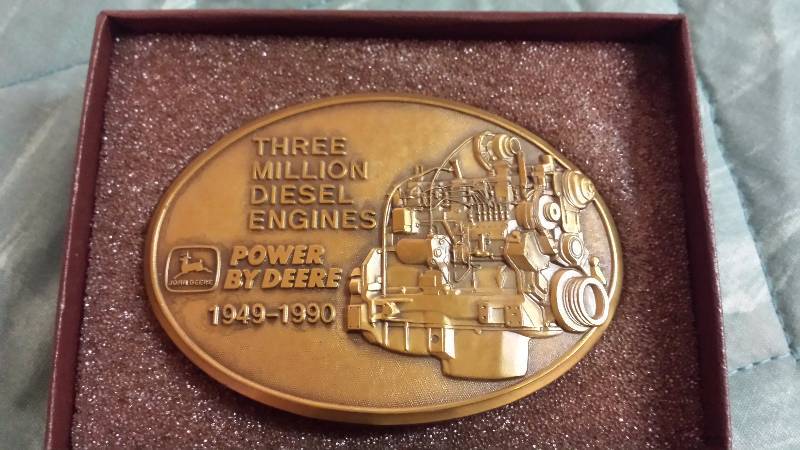 THREE
MILLION
DIESEL
ENGINES
JOHN DEERE
POWER
BY DEERE
1949-1990